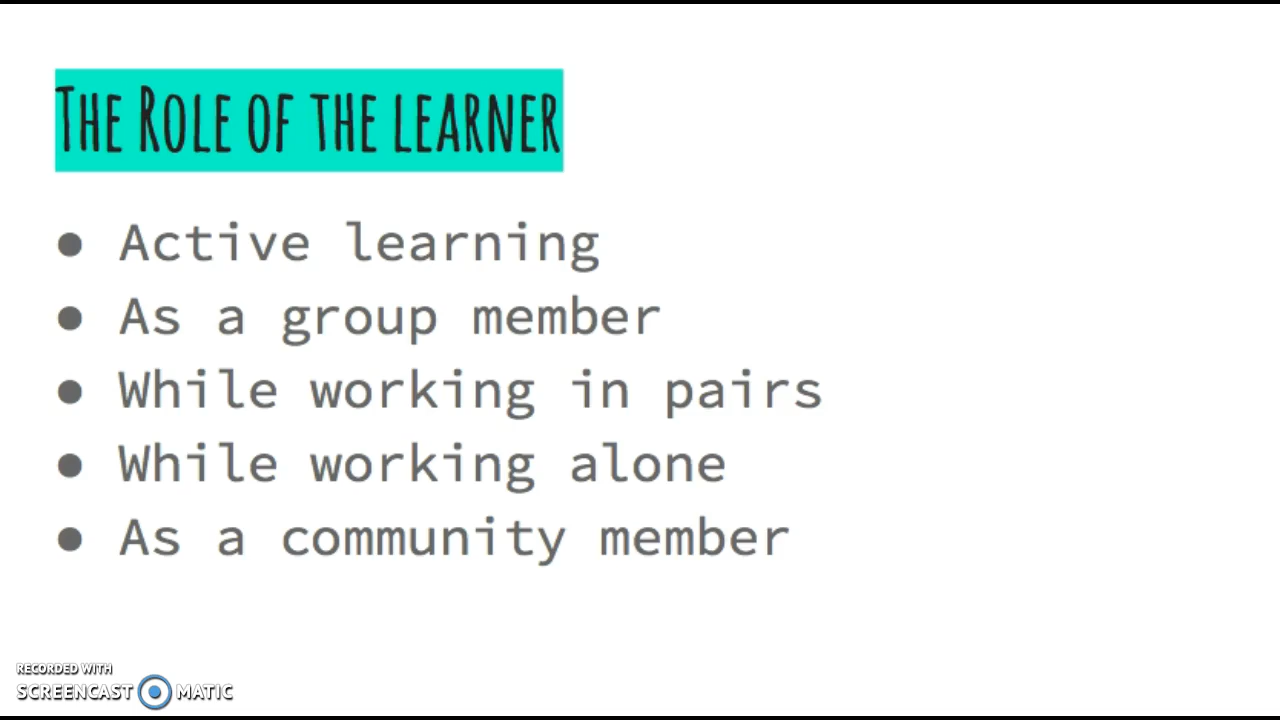 The Role of the learner
● Active learning
● As a group member
● While working in pairs
● While working alone
● As a community member
RECORDED WITH
SCREENCAST MATIC